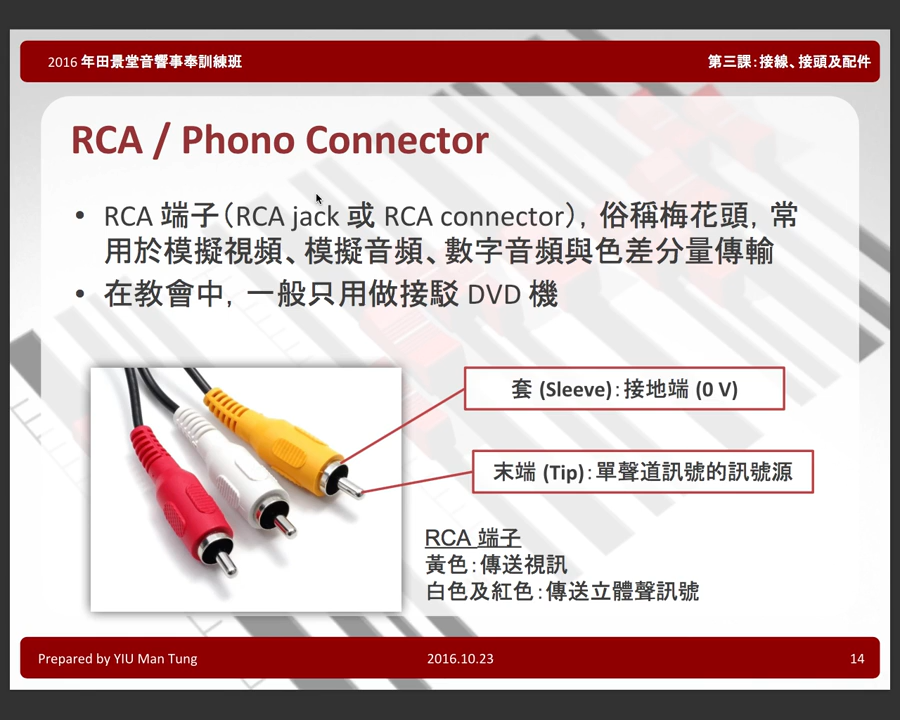 2016 年田景堂音響事奉訓練班
第三課：接線、接頭及配件
RCA / Phono Connector
• RCA 端子（RCA jack 或 RCA connector），俗稱梅花頭，常
用於模擬視頻、模擬音頻、數字音頻與色差分量傳輸
• 在教會中，一般只用做接駁 DVD 機
套 (Sleeve)：接地端 (0 V)
末端 (Tip)：單聲道訊號的訊號源
RCA 端子
黃色：傳送視訊
白色及紅色：傳送立體聲訊號
Prepared by YIU Man Tung
2016.10.23
14